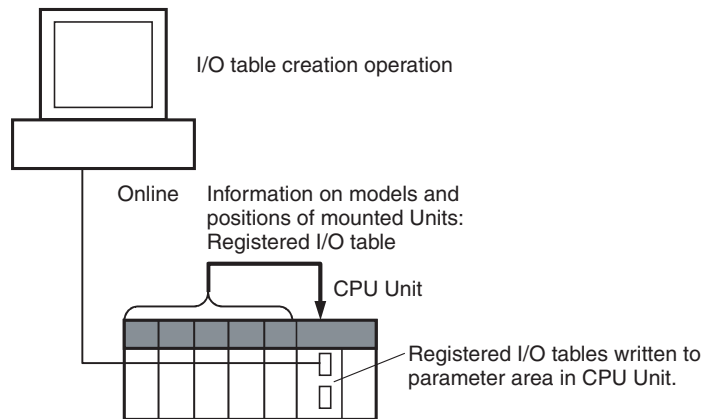 I/O table creation operation
Online
Information on models and
positions of mounted Units:
Registered I/O table
CPU Unit
Registered I/O tables written to
parameter area in CPU Unit.